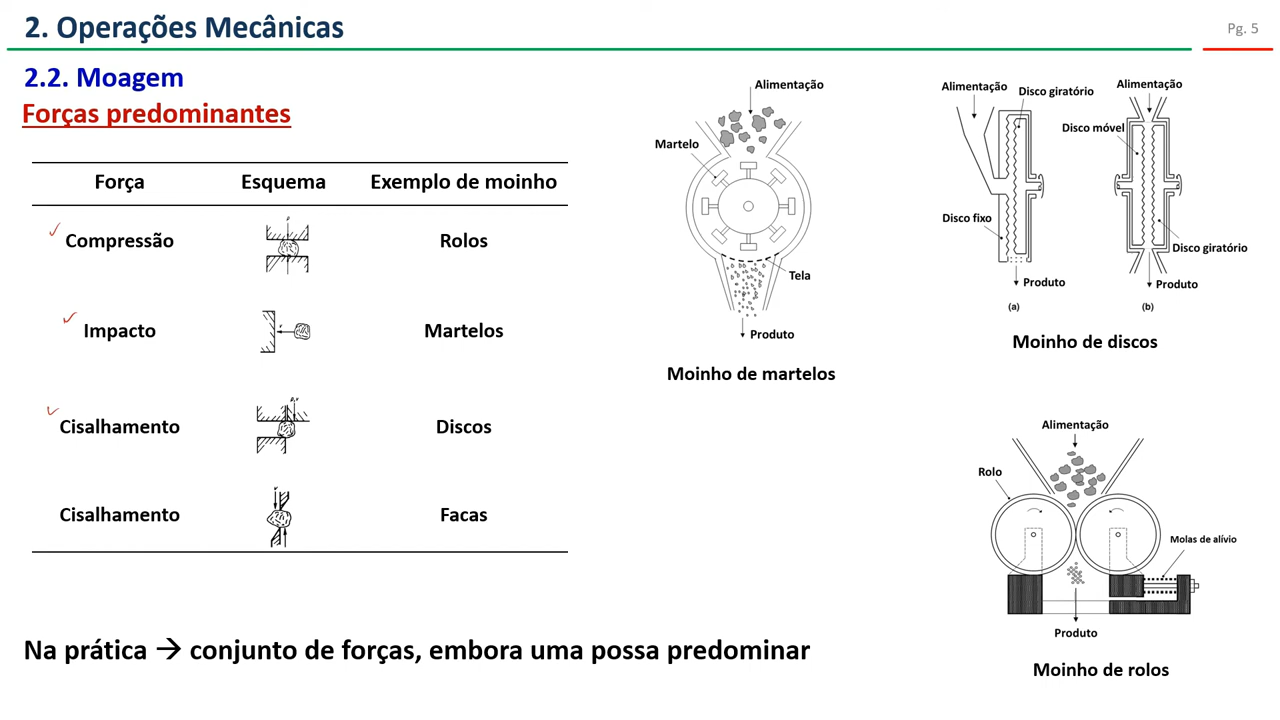 2. Operações Mecânicas
Pg. 5
2.2. Moagem
Forças predominantes
Força Esquema Exemplo de moinho
Compressão Rolos
Impacto Martelos
Cisalhamento Discos
Cisalhamento Facas
Na prática → conjunto de forças, embora uma possa predominar
Alimentação
Martelo
Tela
Produto
Moinho de martelos
Alimentação
Disco giratório
Disco fixo
Produto
(a)
Alimentação
Disco móvel
Disco giratório
Produto
(b)
Moinho de discos
Alimentação
Rolo
Molas de alívio
Produto
Moinho de rolos